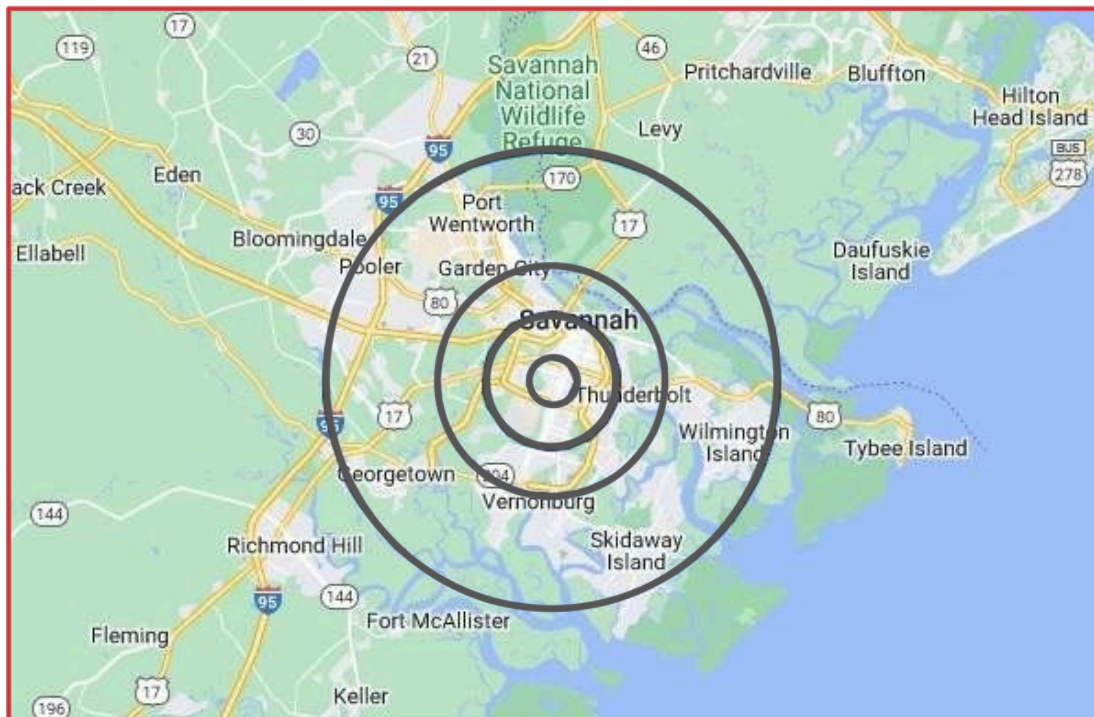 17
119
21
46
Savannah
National
Wildlife
Refuge
Pritchardville
Bluffton
Hilton
Head Island
30
95
Levy
BUS
278
Eden
ack Creek
95
170
Port
Wentworth
17
Bloomingdale
Ellabell
Pooler
Garden City
Daufuskie
Island
80
Savannah
Thunderbolt
17
80
95
Wilmington
Island
Tybee Island
Georgetown
204
Vernonburg
144
Richmond Hill
Skidaway
Island
95
144
Fort McAllister
Fleming
17
Keller
196